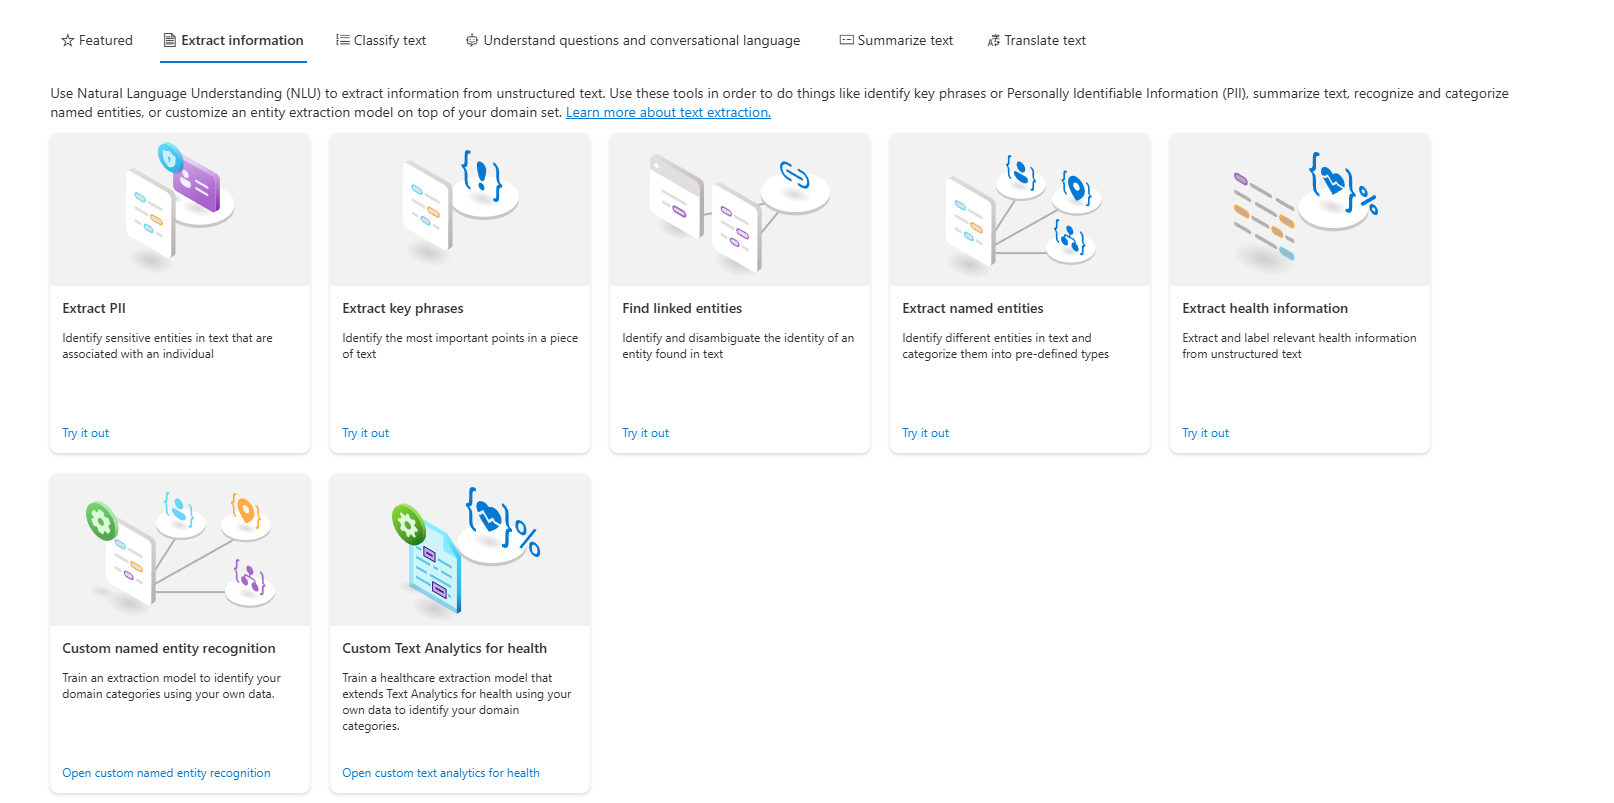 Featured
Extract information
Classify text
Understand questions and conversational language
Summarize text
Translate text
Use Natural Language Understanding (NLU) to extract information from unstructured text. Use these tools in order to do things like identify key phrases or Personally Identifiable Information (PII), summarize text, recognize and categorize
named entities, or customize an entity extraction model on top of your domain set. Learn more about text extraction.
Extract PII
Identify sensitive entities in text that are
associated with an individual
Try it out
Extract key phrases
Identify the most important points in a piece
of text
Try it out
Find linked entities
Identify and disambiguate the identity of an
entity found in text
Try it out
Extract named entities
Identify different entities in text and
categorize them into pre-defined types
Try it out
Extract health information
Extract and label relevant health information
from unstructured text
Try it out
Custom named entity recognition
Train an extraction model to identify your
domain categories using your own data.
Open custom named entity recognition
Custom Text Analytics for health
Train a healthcare extraction model that
extends Text Analytics for health using your
own data to identify your domain
categories.
Open custom text analytics for health